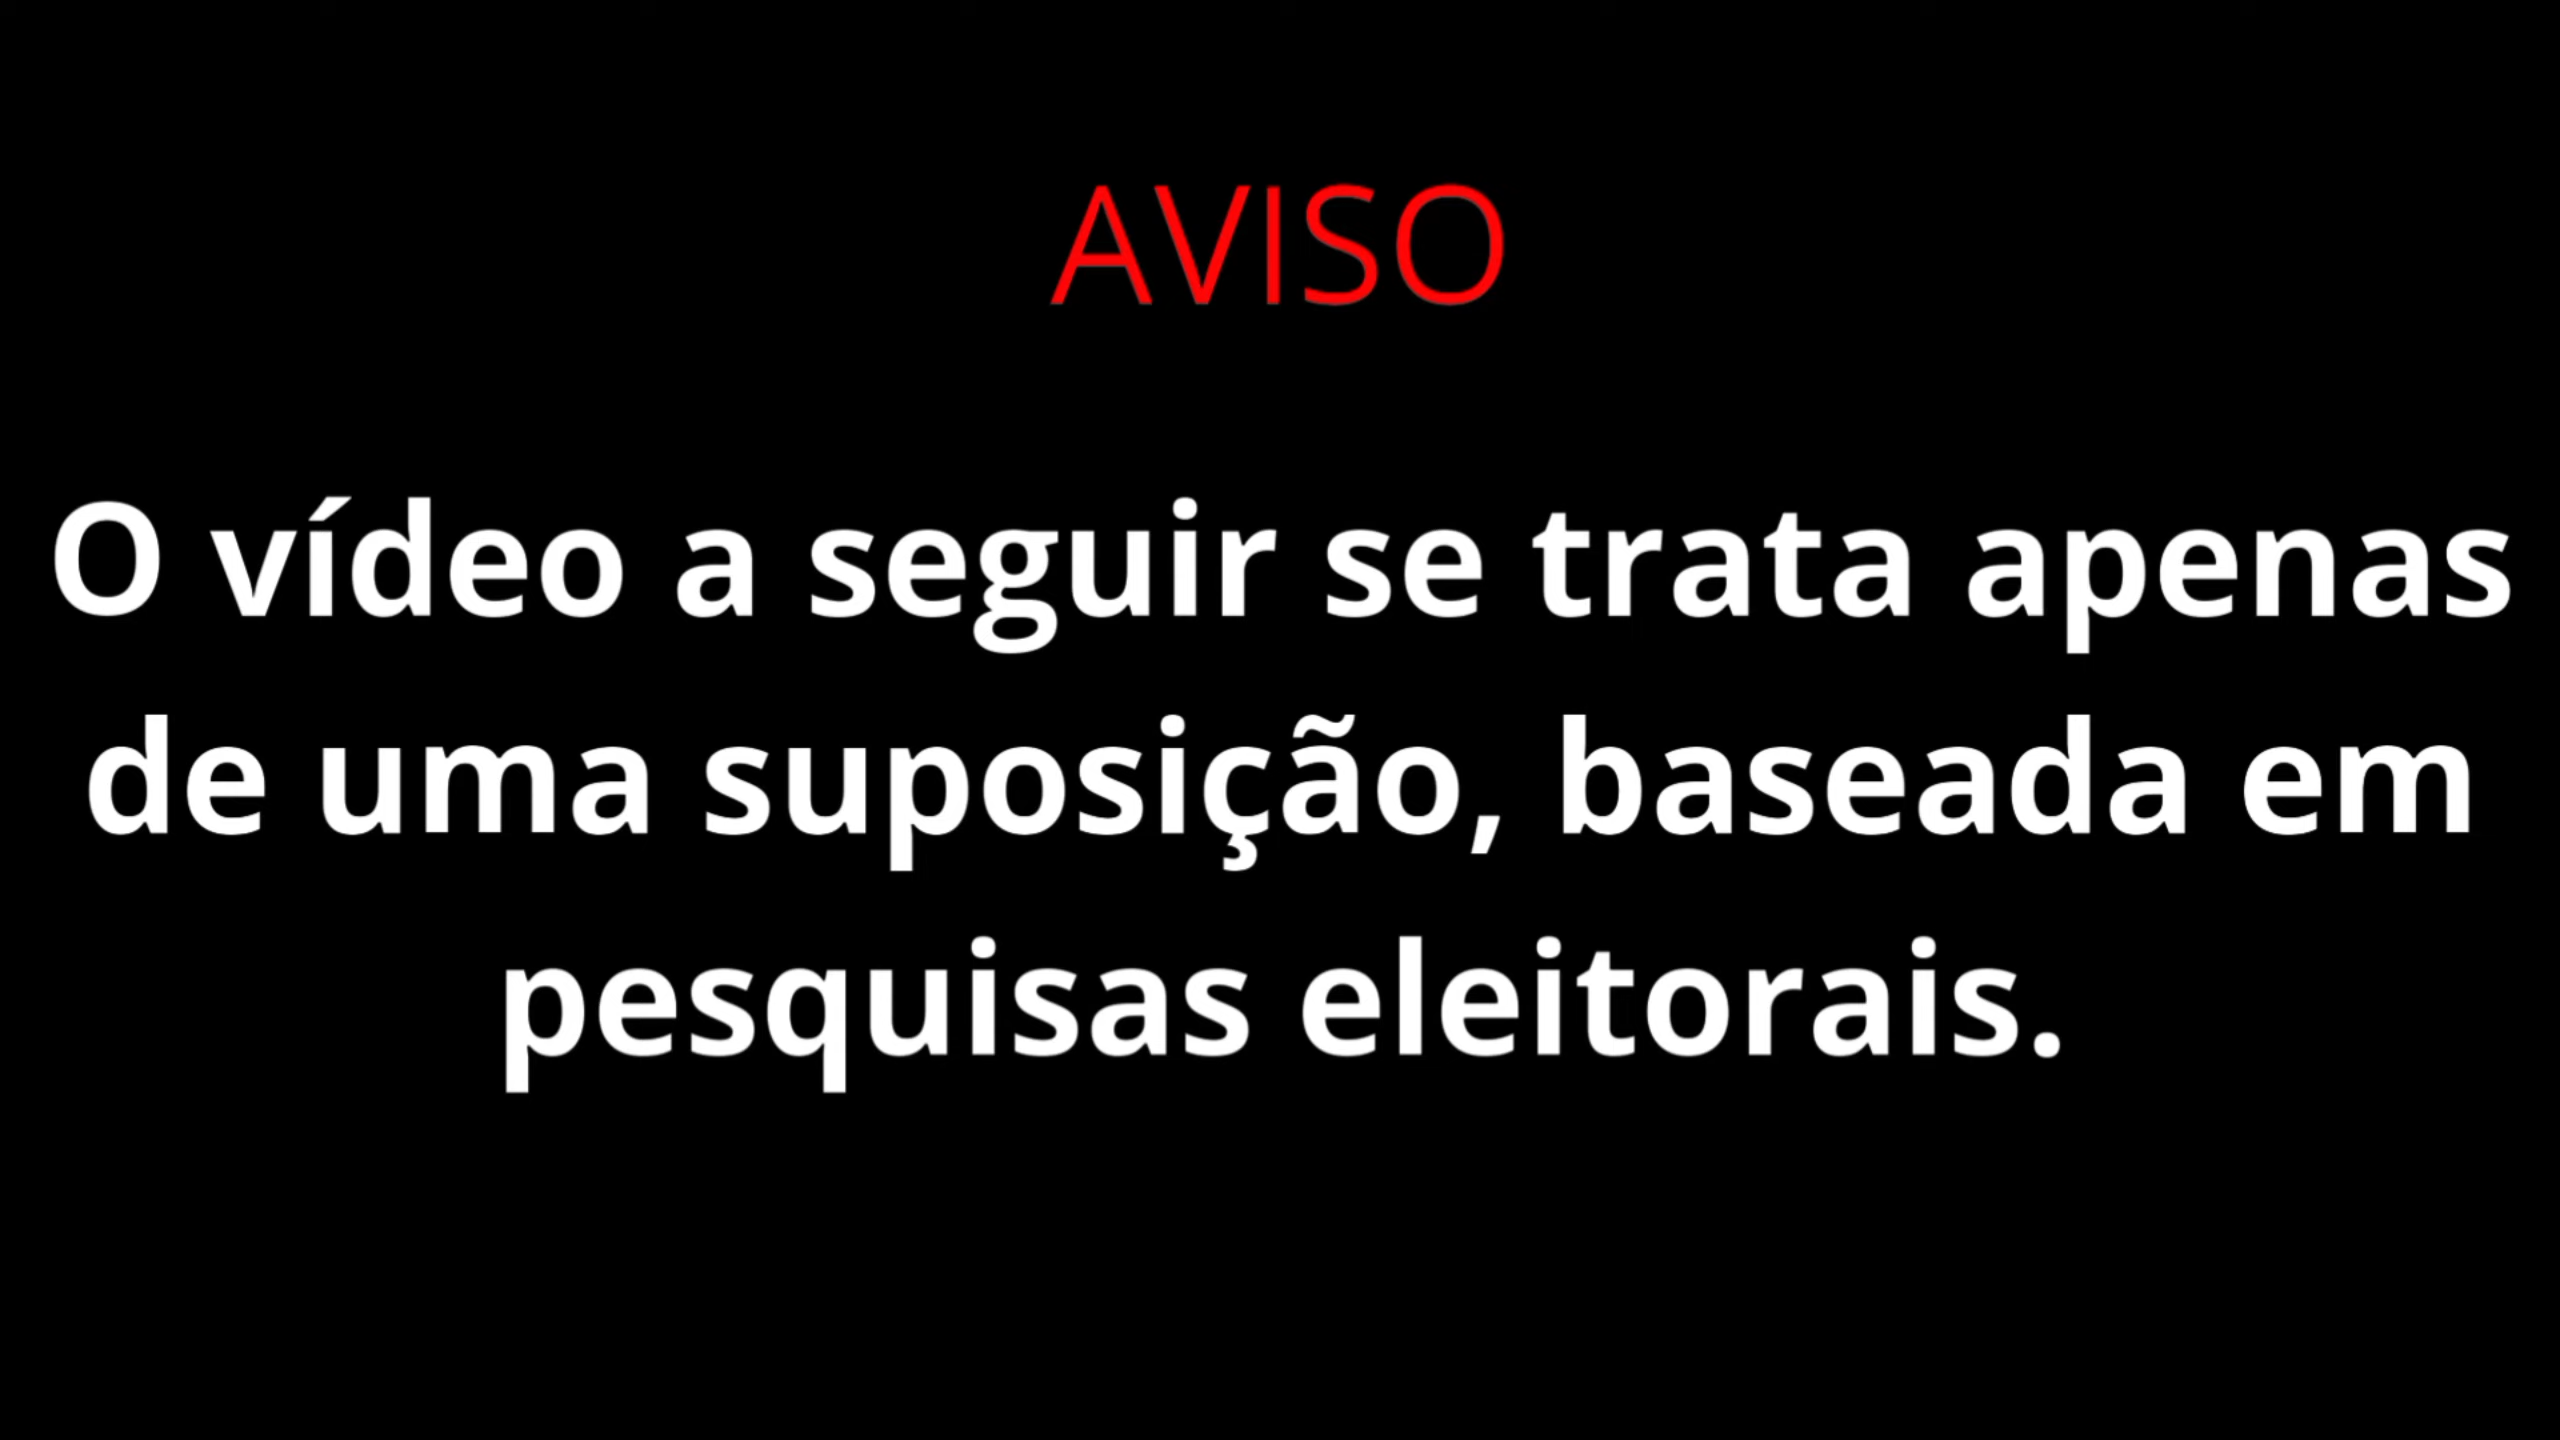 AVISO
O vídeo a seguir se trata apenas
de uma suposição, baseada em
pesquisas eleitorais.